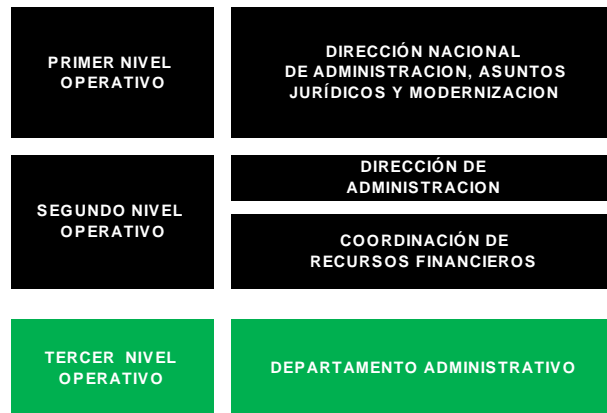 PRIMER NIVEL
OPERATIVO
DIRECCIÓN NACIONAL
DE ADMINISTRACION, ASUNTOS
JURÍDICOS Y MODERNIZACION
SEGUNDO NIVEL
OPERATIVO
DIRECCIÓN DE
ADMINISTRACION
COORDINACIÓN DE
RECURSOS FINANCIEROS
TERCER NIVEL
OPERATIVO
DEPARTAMENTO ADMINISTRATIVO